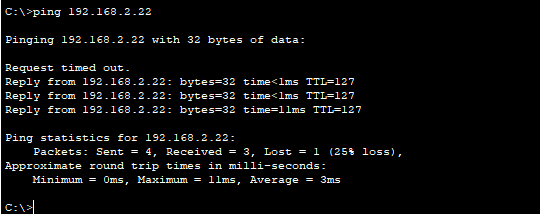 C:\>ping 192.168.2.22
Pinging 192.168.2.22 with 32 bytes of data:
Request timed out.
Reply from 192.168.2.22: bytes=32 time<1ms TTL=127
Reply from 192.168.2.22: bytes=32 time<1ms TTL=127
Reply from 192.168.2.22: bytes=32 time=11ms TTL=127
Ping statistics for 192.168.2.22:
    Packets: Sent = 4, Received = 3, Lost = 1 (25% loss),
Approximate round trip times in milli-seconds:
    Minimum = 0ms, Maximum = 11ms, Average = 3ms
C:\>